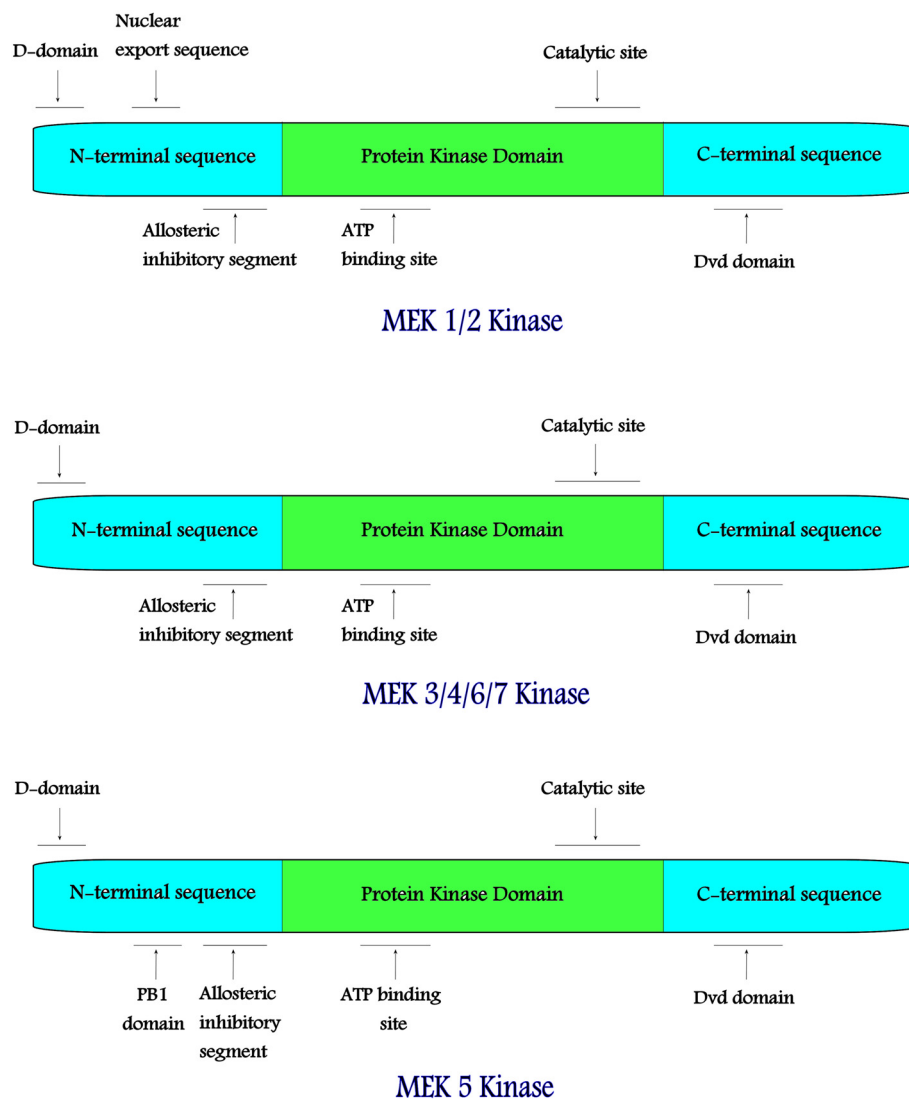 Nuclear
D-domain
export sequence
Catalytic site
N-terminal sequence
Protein Kinase Domain
C-terminal sequence
Allosteric
inhibitory segment
ATP
binding site
Dvd domain
MEK 1/2 Kinase
D-domain
Catalytic site
N-terminal sequence
Protein Kinase Domain
C-terminal sequence
Allosteric
inhibitory segment
ATP
binding site
Dvd domain
MEK 3/4/6/7 Kinase
D-domain
Catalytic site
N-terminal sequence
Protein Kinase Domain
C-terminal sequence
PB1
domain
Allosteric
inhibitory
segment
ATP binding
site
Dvd domain
MEK 5 Kinase